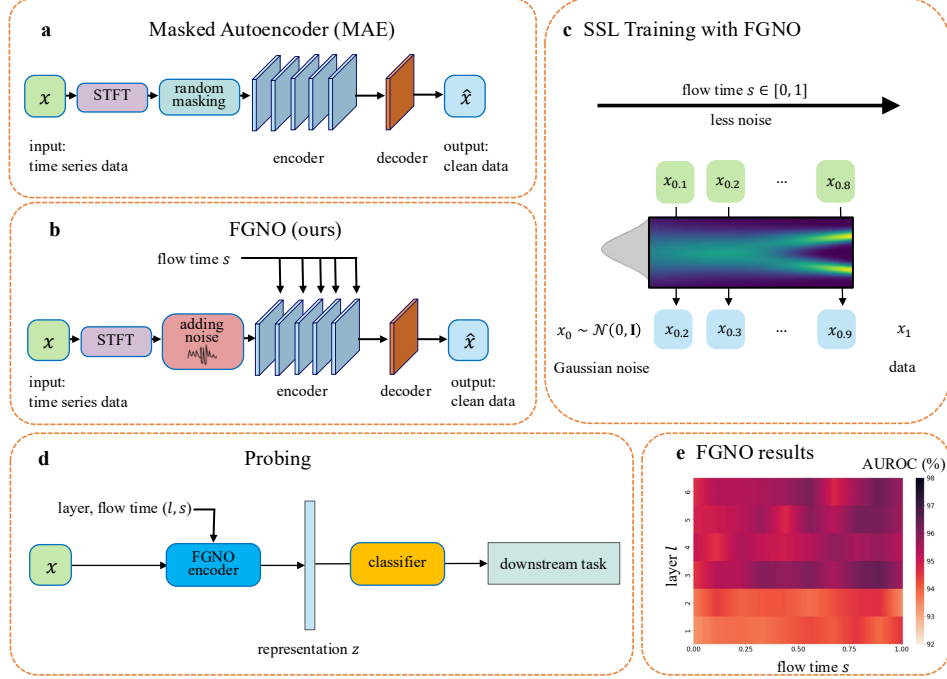 a Masked Autoencoder (MAE)
x
STFT
random
masking
x̂
input:
time series data
encoder
decoder
output:
clean data
b FGNO (ours)
flow time s
x
STFT
adding
noise
x̂
input:
time series data
encoder
decoder
output:
clean data
c SSL Training with FGNO
flow time s ∈ [0, 1]
less noise
x0.1 x0.2 ... x0.8
x0 ~ 𝒩(0, I) x0.2 x0.3 ... x0.9 x1
Gaussian noise data
d Probing
layer, flow time (l, s)
x
FGNO
encoder
classifier
downstream task
representation z
e FGNO results
AUROC (%)
98
97
96
95
94
93
92
layer l
6
5
4
3
2
1
0.00 0.25 0.50 0.75 1.00
flow time s